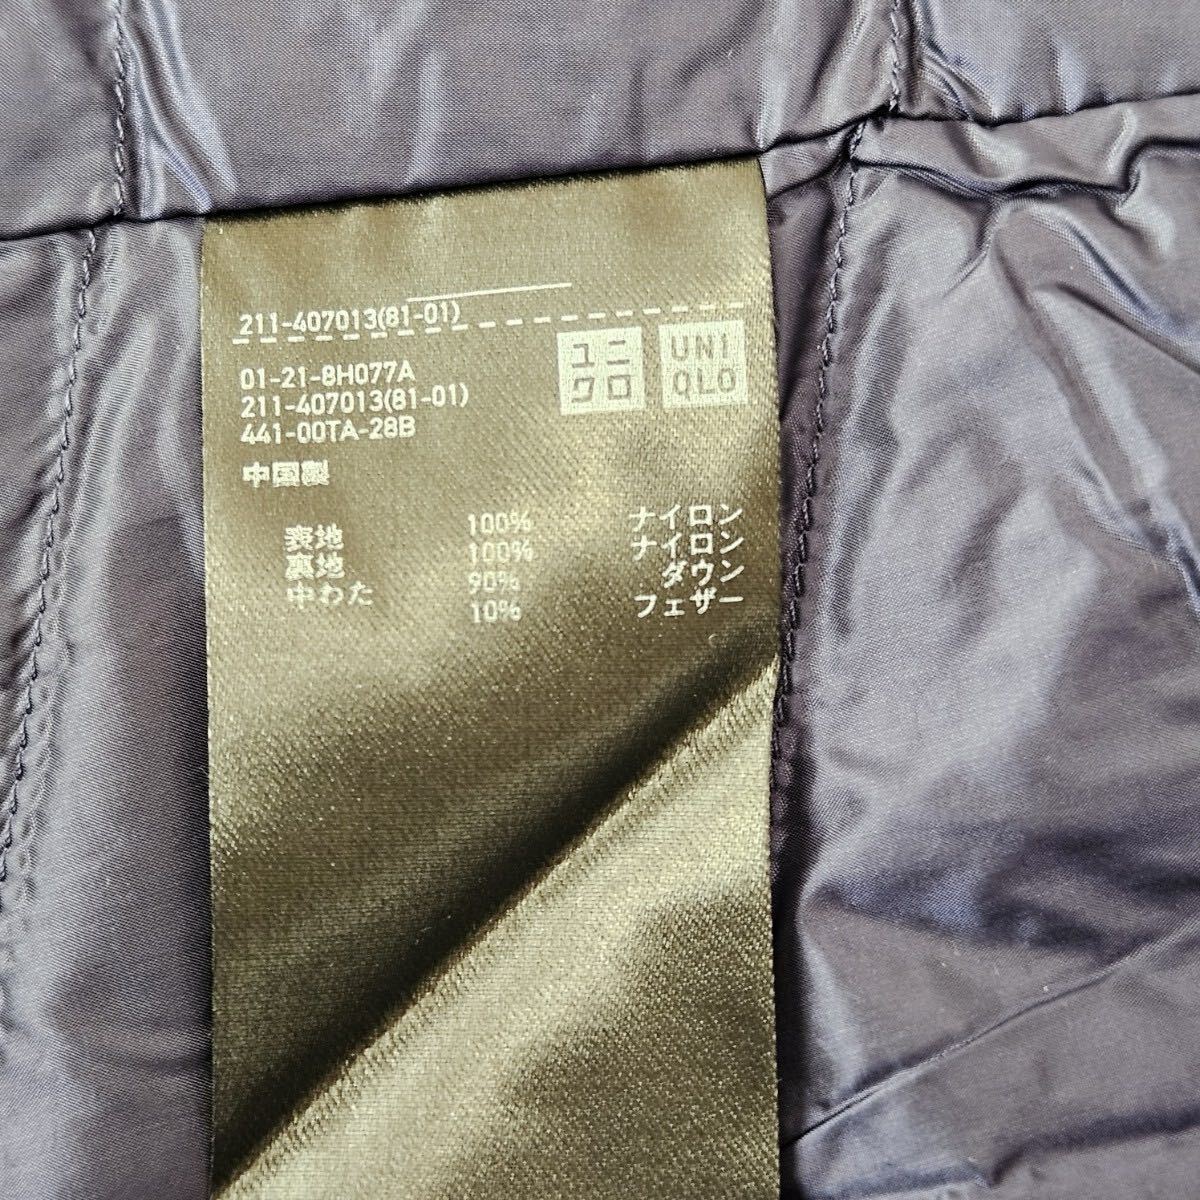 211-407013(81-01)
ユニクロ
UNIQLO
01-21-8H077A
211-407013(81-01)
441-00TA-28B
中国製
表地 100% ナイロン
裏地 100% ナイロン
中わた 90% ダウン
10% フェザー